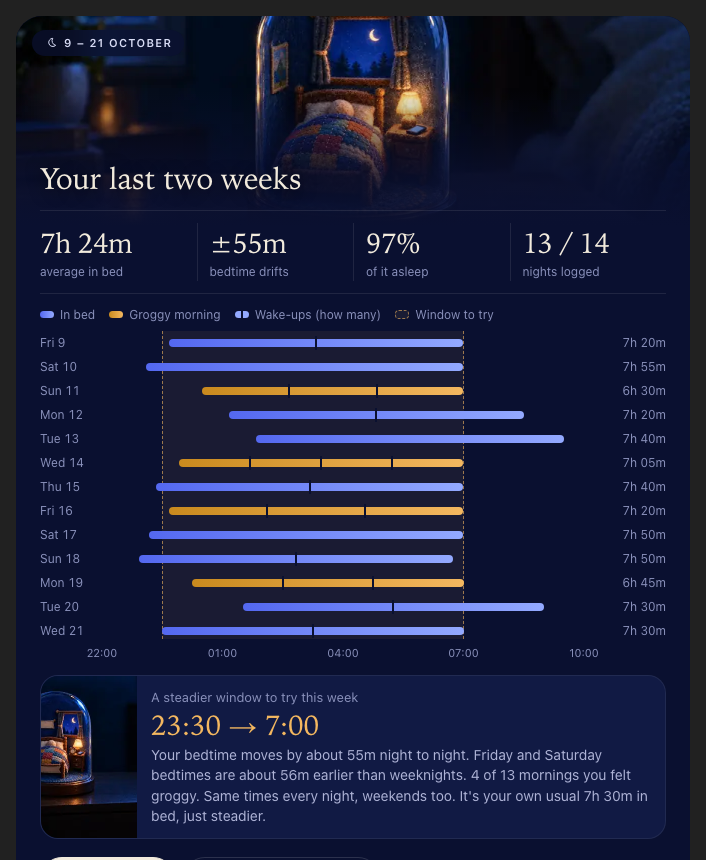 9 – 21 OCTOBER
Your last two weeks
7h 24m
average in bed
±55m
bedtime drifts
97%
of it asleep
13 / 14
nights logged
In bed Groggy morning Wake-ups (how many) Window to try
Fri 9 7h 20m
Sat 10 7h 55m
Sun 11 6h 30m
Mon 12 7h 20m
Tue 13 7h 40m
Wed 14 7h 05m
Thu 15 7h 40m
Fri 16 7h 20m
Sat 17 7h 50m
Sun 18 7h 50m
Mon 19 6h 45m
Tue 20 7h 30m
Wed 21 7h 30m
22:00 01:00 04:00 07:00 10:00
A steadier window to try this week
23:30 → 7:00
Your bedtime moves by about 55m night to night. Friday and Saturday
bedtimes are about 56m earlier than weeknights. 4 of 13 mornings you felt
groggy. Same times every night, weekends too. It's your own usual 7h 30m in
bed, just steadier.